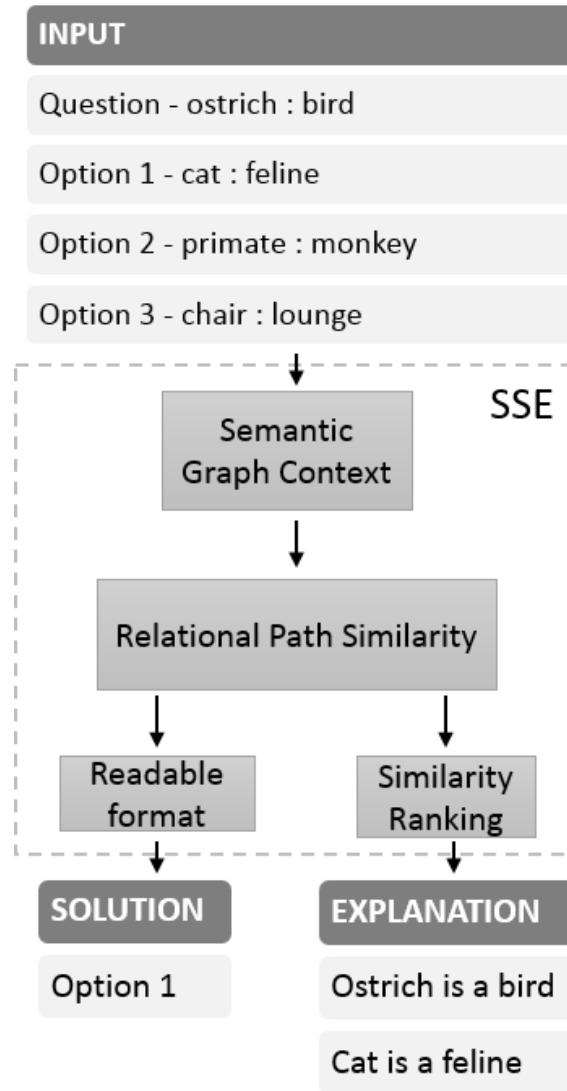 INPUT
Question - ostrich : bird
Option 1 - cat : feline
Option 2 - primate : monkey
Option 3 - chair : lounge
SSE
Semantic
Graph Context
Relational Path Similarity
Readable
format
Similarity
Ranking
SOLUTION
Option 1
EXPLANATION
Ostrich is a bird
Cat is a feline